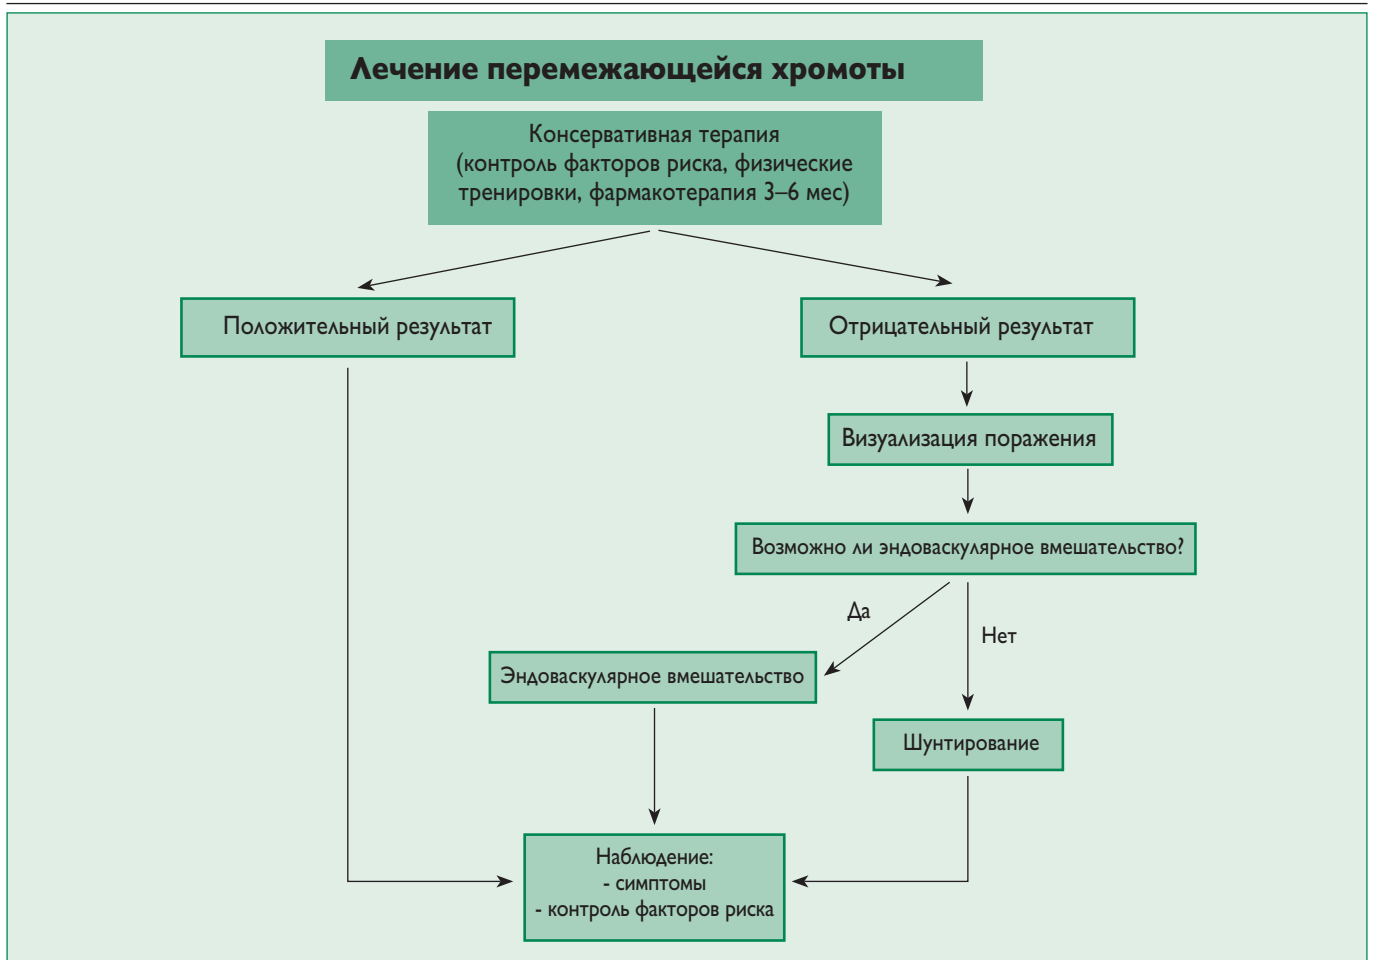 Лечение перемежающейся хромоты
Консервативная терапия
(контроль факторов риска, физические
тренировки, фармакотерапия 3–6 мес)
Положительный результат
Отрицательный результат
Визуализация поражения
Возможно ли эндоваскулярное вмешательство?
Да
Нет
Эндоваскулярное вмешательство
Шунтирование
Наблюдение:
- симптомы
- контроль факторов риска